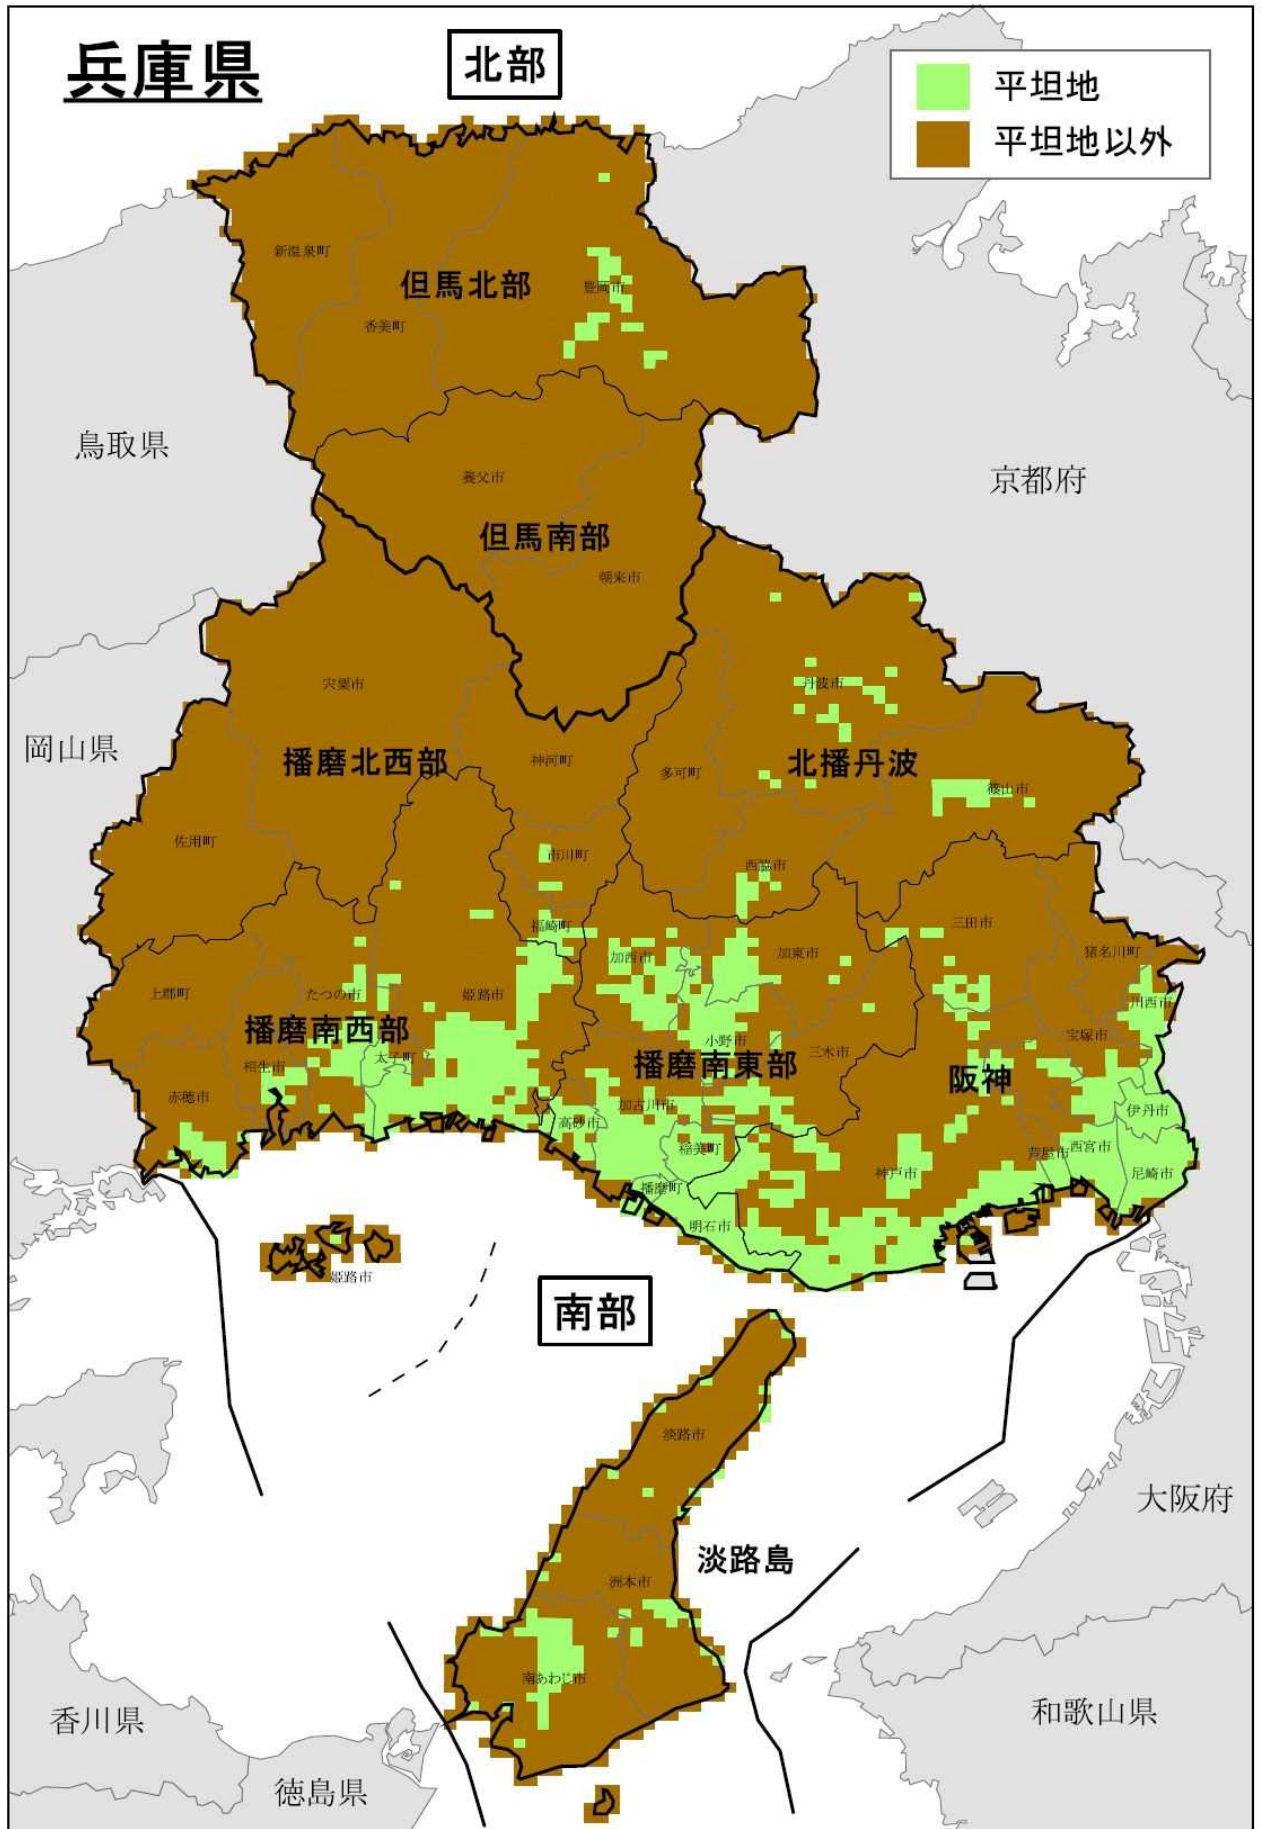 兵庫県
北部
平坦地
平坦地以外
新温泉町
但馬北部
豊岡市
香美町
鳥取県
養父市
京都府
但馬南部
朝来市
宍粟市
丹波市
岡山県
播磨北西部
神河町
多可町
北播丹波
篠山市
佐用町
市川町
西脇市
福崎町
三田市
加西市
加東市
猪名川町
上郡町
たつの市
姫路市
川西市
播磨南西部
小野市
宝塚市
太子町
播磨南東部
三木市
相生市
阪神
赤穂市
加古川市
伊丹市
高砂市
稲美町
芦屋市
西宮市
神戸市
尼崎市
播磨町
明石市
姫路市
南部
淡路市
大阪府
淡路島
洲本市
南あわじ市
香川県
和歌山県
徳島県